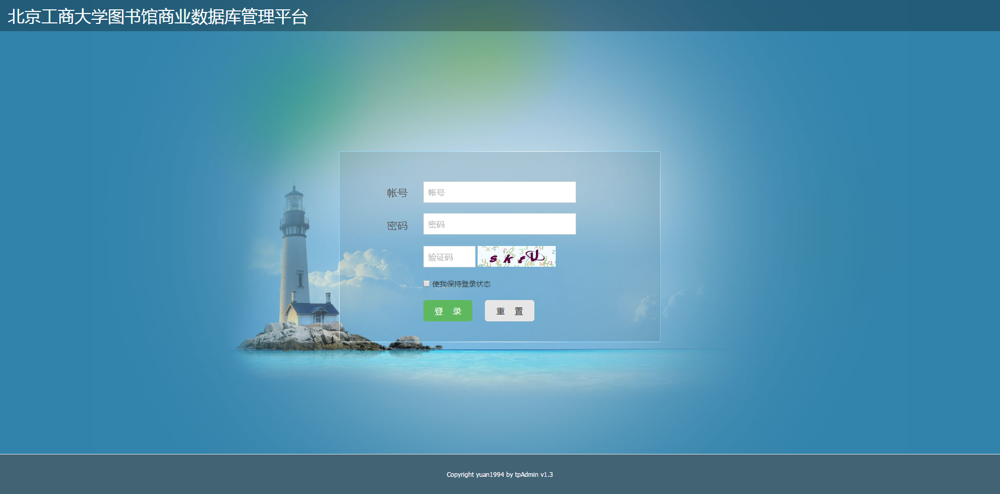 北京工商大学图书馆商业数据库管理平台
帐号 帐号
密码 密码
验证码 sktU
使我保持登录状态
登 录 重 置
Copyright yuan1994 by tpAdmin v1.3